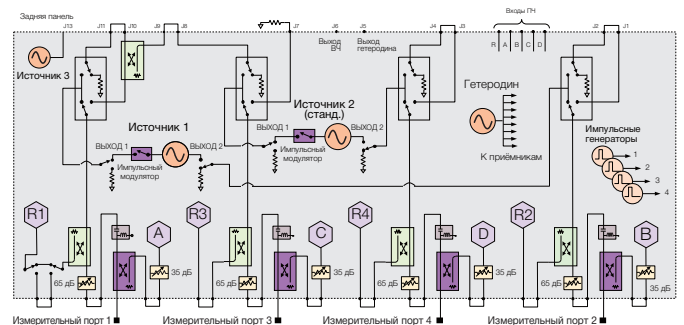 Задняя панель
J13
J11
J10
J9
J8
J7
J6
J5
J4
J3
J2
J1
Выход ВЧ
Выход гетеродина
Входы ПЧ
R
A
B
C
D
Источник 3
Источник 1
Источник 2
(станд.)
Гетеродин
ВЫХОД 1
ВЫХОД 2
Импульсный
модулятор
ВЫХОД 1
ВЫХОД 2
Импульсный
модулятор
К приёмникам
Импульсные
генераторы
1
2
3
4
R1
A
R3
C
R4
D
R2
B
65 дБ
35 дБ
65 дБ
35 дБ
65 дБ
35 дБ
65 дБ
35 дБ
Измерительный порт 1
Измерительный порт 3
Измерительный порт 4
Измерительный порт 2